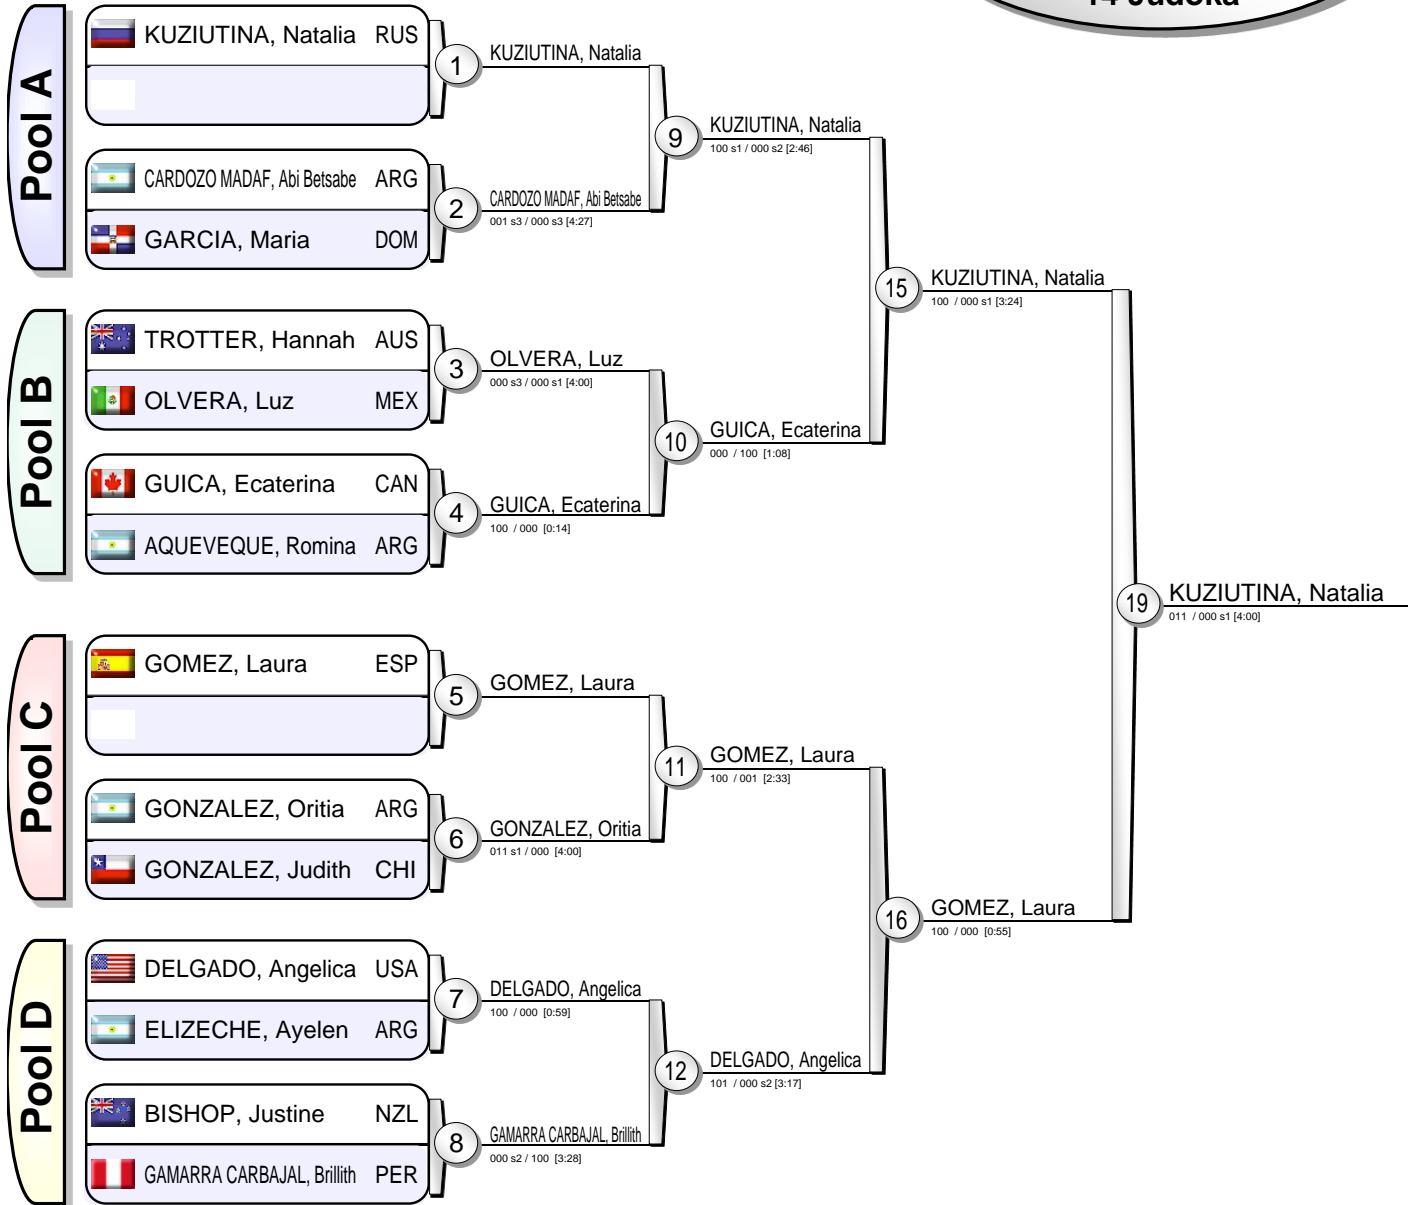 14 Judoka
Pool A
KUZIUTINA, Natalia RUS
CARDOZO MADAF, Abi Betsabe ARG
GARCIA, Maria DOM
Pool B
TROTTER, Hannah AUS
OLVERA, Luz MEX
GUICA, Ecaterina CAN
AQUEVEQUE, Romina ARG
Pool C
GOMEZ, Laura ESP
GONZALEZ, Oritia ARG
GONZALEZ, Judith CHI
Pool D
DELGADO, Angelica USA
ELIZECHE, Ayelen ARG
BISHOP, Justine NZL
GAMARRA CARBAJAL, Brillith PER
1
KUZIUTINA, Natalia
2
CARDOZO MADAF, Abi Betsabe
001 s3 / 000 s3 [4:27]
3
OLVERA, Luz
000 s3 / 000 s1 [4:00]
4
GUICA, Ecaterina
100 / 000 [0:14]
5
GOMEZ, Laura
6
GONZALEZ, Oritia
011 s1 / 000 [4:00]
7
DELGADO, Angelica
100 / 000 [0:59]
8
GAMARRA CARBAJAL, Brillith
000 s2 / 100 [3:28]
9
KUZIUTINA, Natalia
100 s1 / 000 s2 [2:46]
10
GUICA, Ecaterina
000 / 100 [1:08]
11
GOMEZ, Laura
100 / 001 [2:33]
12
DELGADO, Angelica
101 / 000 s2 [3:17]
15
KUZIUTINA, Natalia
100 / 000 s1 [3:24]
16
GOMEZ, Laura
100 / 000 [0:55]
19
KUZIUTINA, Natalia
011 / 000 s1 [4:00]